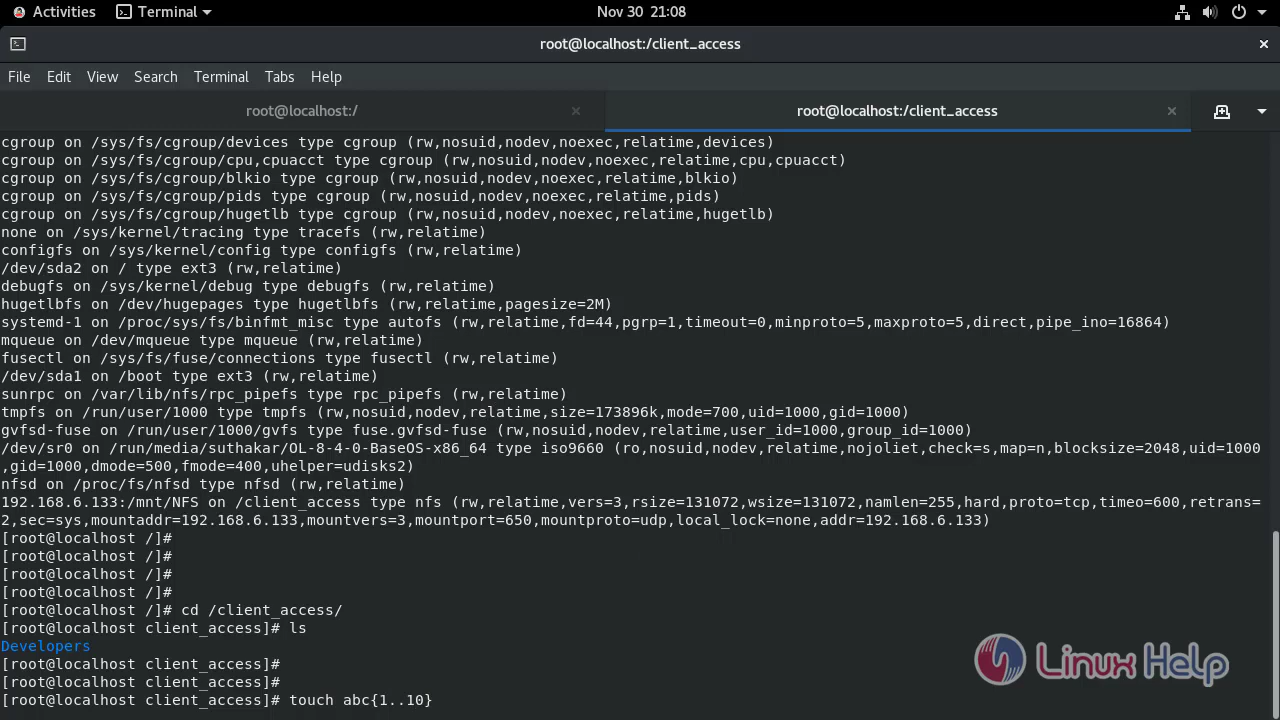 Activities Terminal Nov 30 21:08
root@localhost:/client_access
File Edit View Search Terminal Tabs Help
root@localhost:/ root@localhost:/client_access
cgroup on /sys/fs/cgroup/devices type cgroup (rw,nosuid,nodev,noexec,relatime,devices)
cgroup on /sys/fs/cgroup/cpu,cpuacct type cgroup (rw,nosuid,nodev,noexec,relatime,cpu,cpuacct)
cgroup on /sys/fs/cgroup/blkio type cgroup (rw,nosuid,nodev,noexec,relatime,blkio)
cgroup on /sys/fs/cgroup/pids type cgroup (rw,nosuid,nodev,noexec,relatime,pids)
cgroup on /sys/fs/cgroup/hugetlb type cgroup (rw,nosuid,nodev,noexec,relatime,hugetlb)
none on /sys/kernel/tracing type tracefs (rw,relatime)
configfs on /sys/kernel/config type configfs (rw,relatime)
/dev/sda2 on / type ext3 (rw,relatime)
debugfs on /sys/kernel/debug type debugfs (rw,relatime)
hugetlbfs on /dev/hugepages type hugetlbfs (rw,relatime,pagesize=2M)
systemd-1 on /proc/sys/fs/binfmt_misc type autofs (rw,relatime,fd=44,pgrp=1,timeout=0,minproto=5,maxproto=5,direct,pipe_ino=16864)
mqueue on /dev/mqueue type mqueue (rw,relatime)
fusectl on /sys/fs/fuse/connections type fusectl (rw,relatime)
/dev/sda1 on /boot type ext3 (rw,relatime)
sunrpc on /var/lib/nfs/rpc_pipefs type rpc_pipefs (rw,relatime)
tmpfs on /run/user/1000 type tmpfs (rw,nosuid,nodev,relatime,size=173896k,mode=700,uid=1000,gid=1000)
gvfsd-fuse on /run/user/1000/gvfs type fuse.gvfsd-fuse (rw,nosuid,nodev,relatime,user_id=1000,group_id=1000)
/dev/sr0 on /run/media/suthakar/OL-8-4-0-BaseOS-x86_64 type iso9660 (ro,nosuid,nodev,relatime,nojoliet,check=s,map=n,blocksize=2048,uid=1000
,gid=1000,dmode=500,fmode=400,uhelper=udisks2)
nfsd on /proc/fs/nfsd type nfsd (rw,relatime)
192.168.6.133:/mnt/NFS on /client_access type nfs (rw,relatime,vers=3,rsize=131072,wsize=131072,namlen=255,hard,proto=tcp,timeo=600,retrans=
2,sec=sys,mountaddr=192.168.6.133,mountvers=3,mountport=650,mountproto=udp,local_lock=none,addr=192.168.6.133)
[root@localhost /]#
[root@localhost /]#
[root@localhost /]#
[root@localhost /]#
[root@localhost /]# cd /client_access/
[root@localhost client_access]# ls
Developers
[root@localhost client_access]#
[root@localhost client_access]#
[root@localhost client_access]# touch abc{1..10}
Linux Help